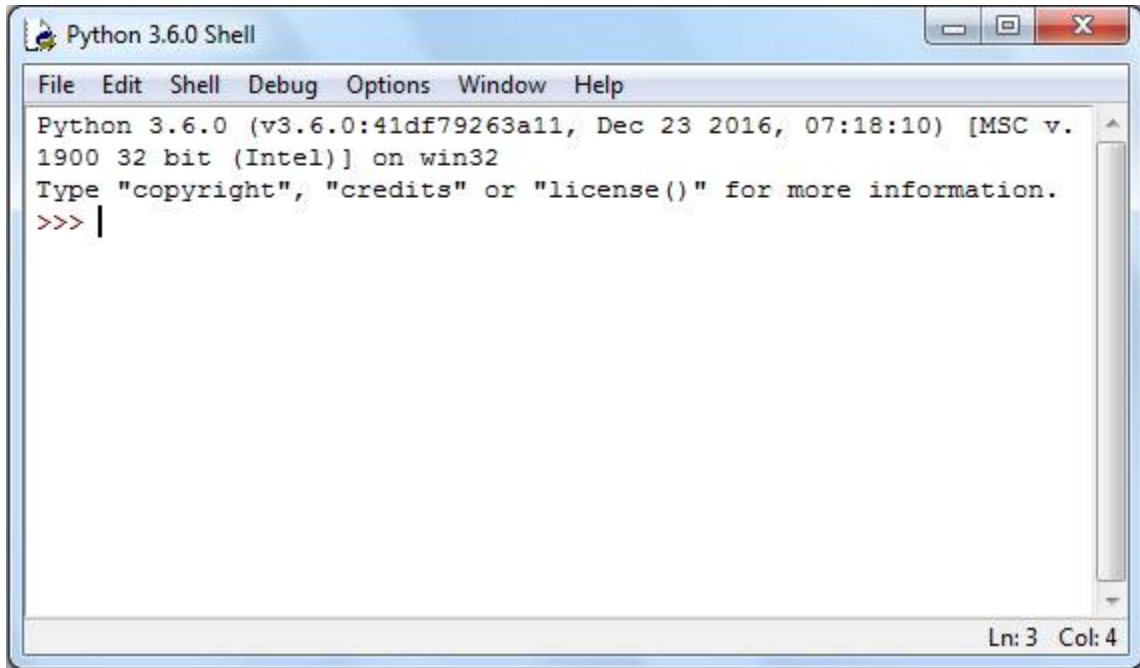 Python 3.6.0 Shell
File Edit Shell Debug Options Window Help
Python 3.6.0 (v3.6.0:41df79263a11, Dec 23 2016, 07:18:10) [MSC v.
1900 32 bit (Intel)] on win32
Type "copyright", "credits" or "license()" for more information.
>>>
Ln: 3 Col: 4